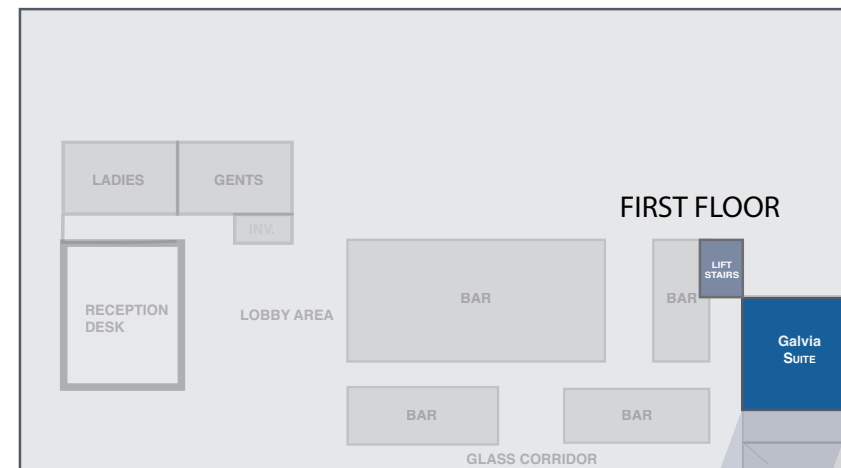 LADIES
GENTS
INV.
FIRST FLOOR
LIFT
STAIRS
RECEPTION
DESK
LOBBY AREA
BAR
BAR
Galvia
SUITE
BAR
BAR
GLASS CORRIDOR